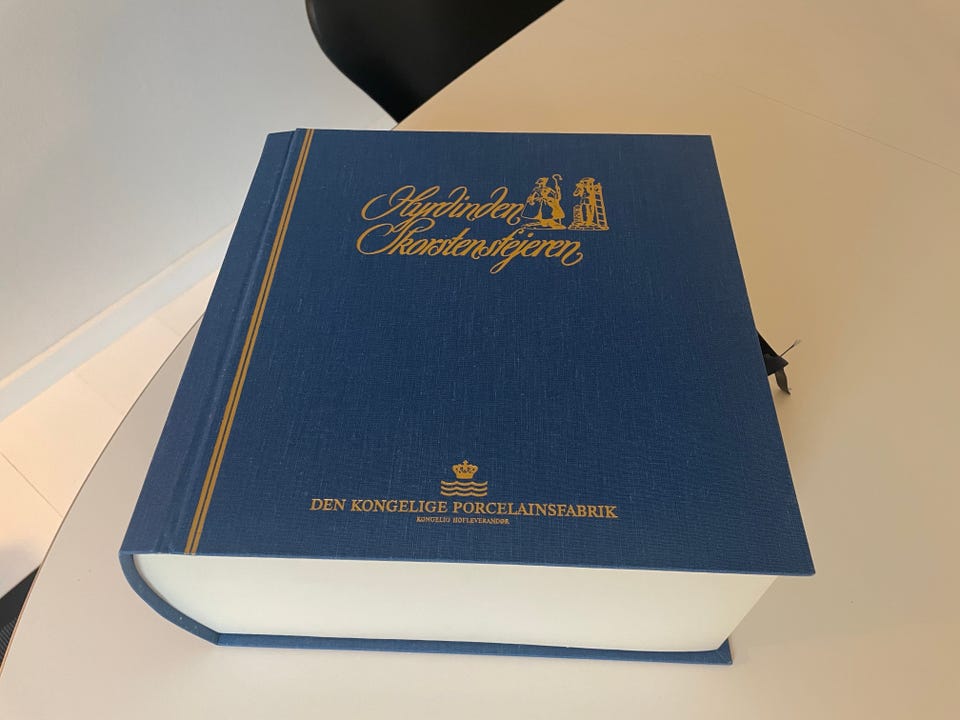 Hyrdinden
Skorstensfejeren
DEN KONGELIGE PORCELAINSFABRIK
KONGELIG HOFLEVERANDØR